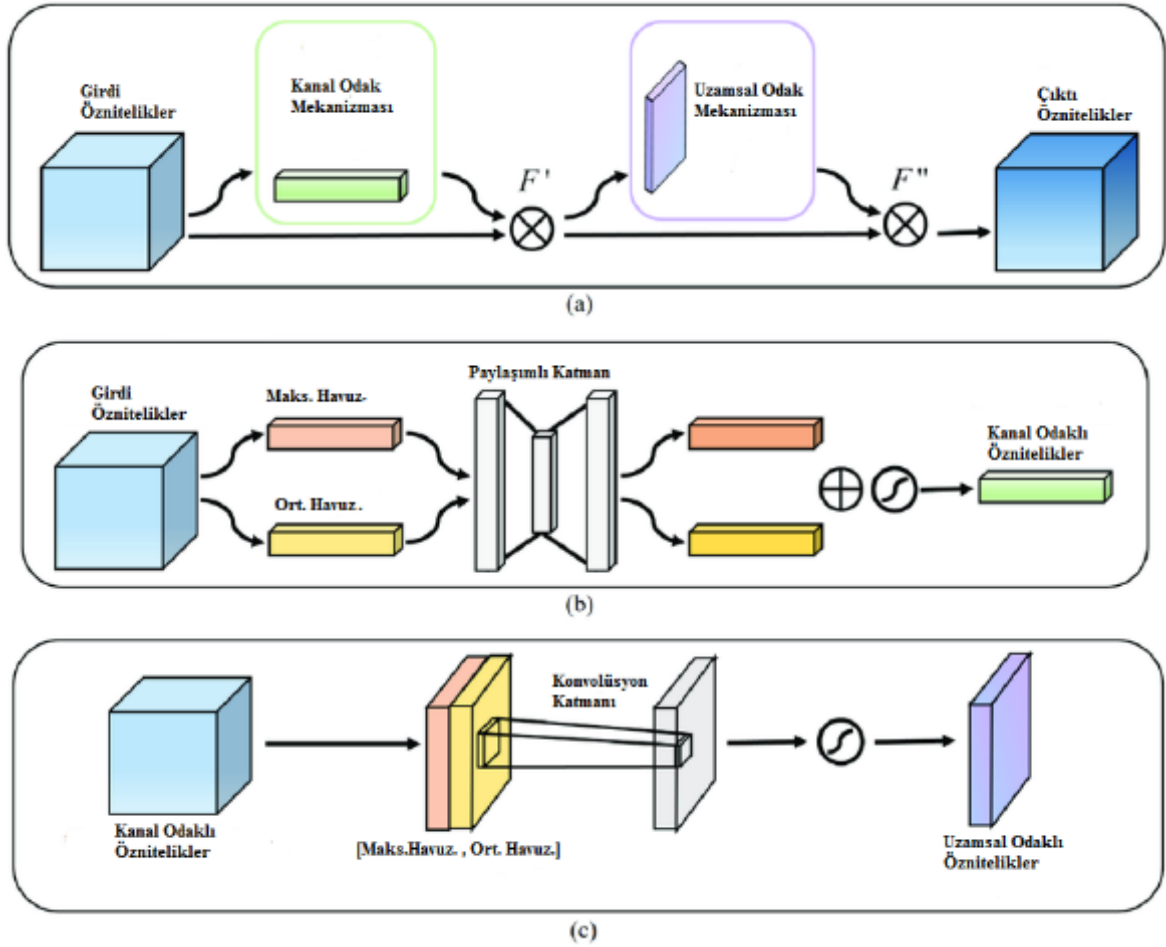 Girdi
Öznitelikler
Kanal Odak
Mekanizması
F'
Uzamsal Odak
Mekanizması
F"
Çıktı
Öznitelikler
(a)
Girdi
Öznitelikler
Maks. Havuz.
Ort. Havuz.
Paylaşımlı Katman
Kanal Odaklı
Öznitelikler
(b)
Kanal Odaklı
Öznitelikler
[Maks.Havuz. , Ort. Havuz.]
Konvolüsyon
Katmanı
Uzamsal Odaklı
Öznitelikler
(c)